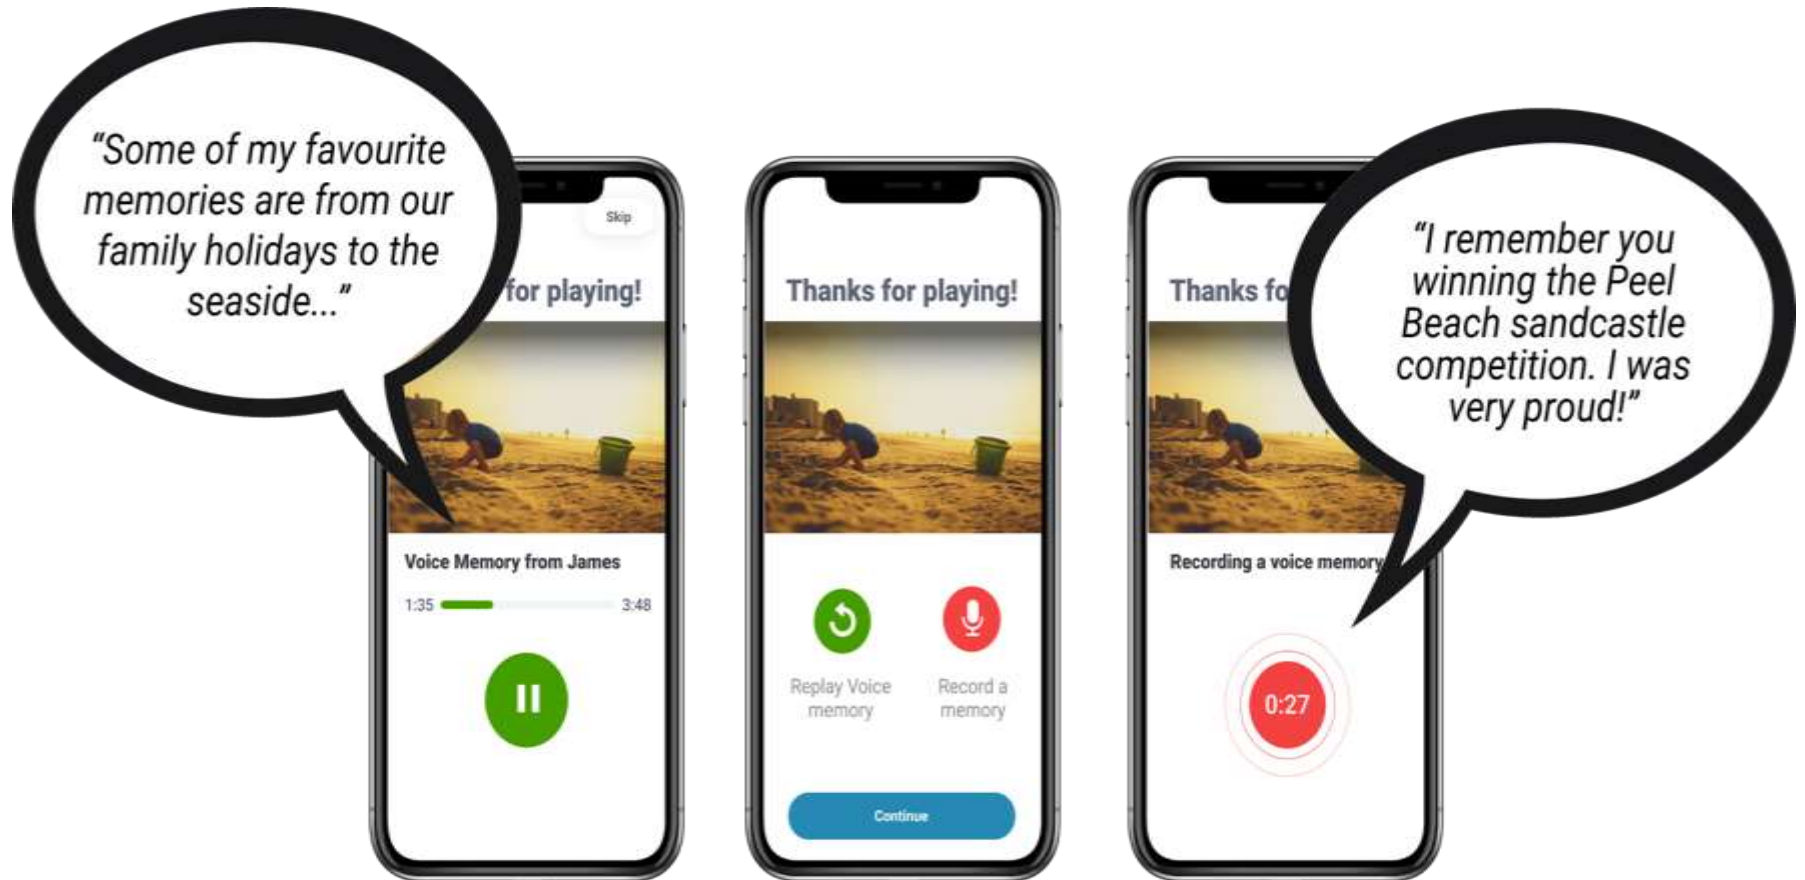 “Some of my favourite
memories are from our
family holidays to the
seaside...”
Skip
for playing!
Voice Memory from James
1:35
3:48
Thanks for playing!
Replay Voice
memory
Record a
memory
Continue
“I remember you
winning the Peel
Beach sandcastle
competition. I was
very proud!”
Thanks fo
Recording a voice memory
0:27